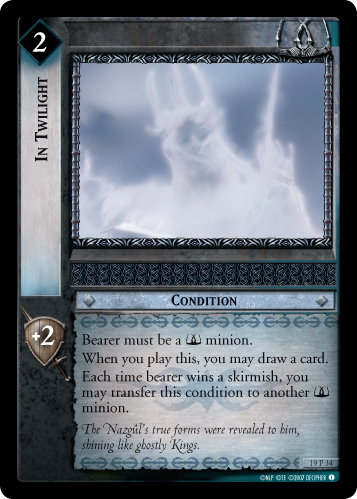 2
IN TWILIGHT
CONDITION
+2
Bearer must be a minion.
When you play this, you may draw a card.
Each time bearer wins a skirmish, you
may transfer this condition to another
minion.
The Nazgûl's true forms were revealed to him,
shining like ghostly Kings.
19 P 34
©NLP ™TE ©2007 DECIPHER